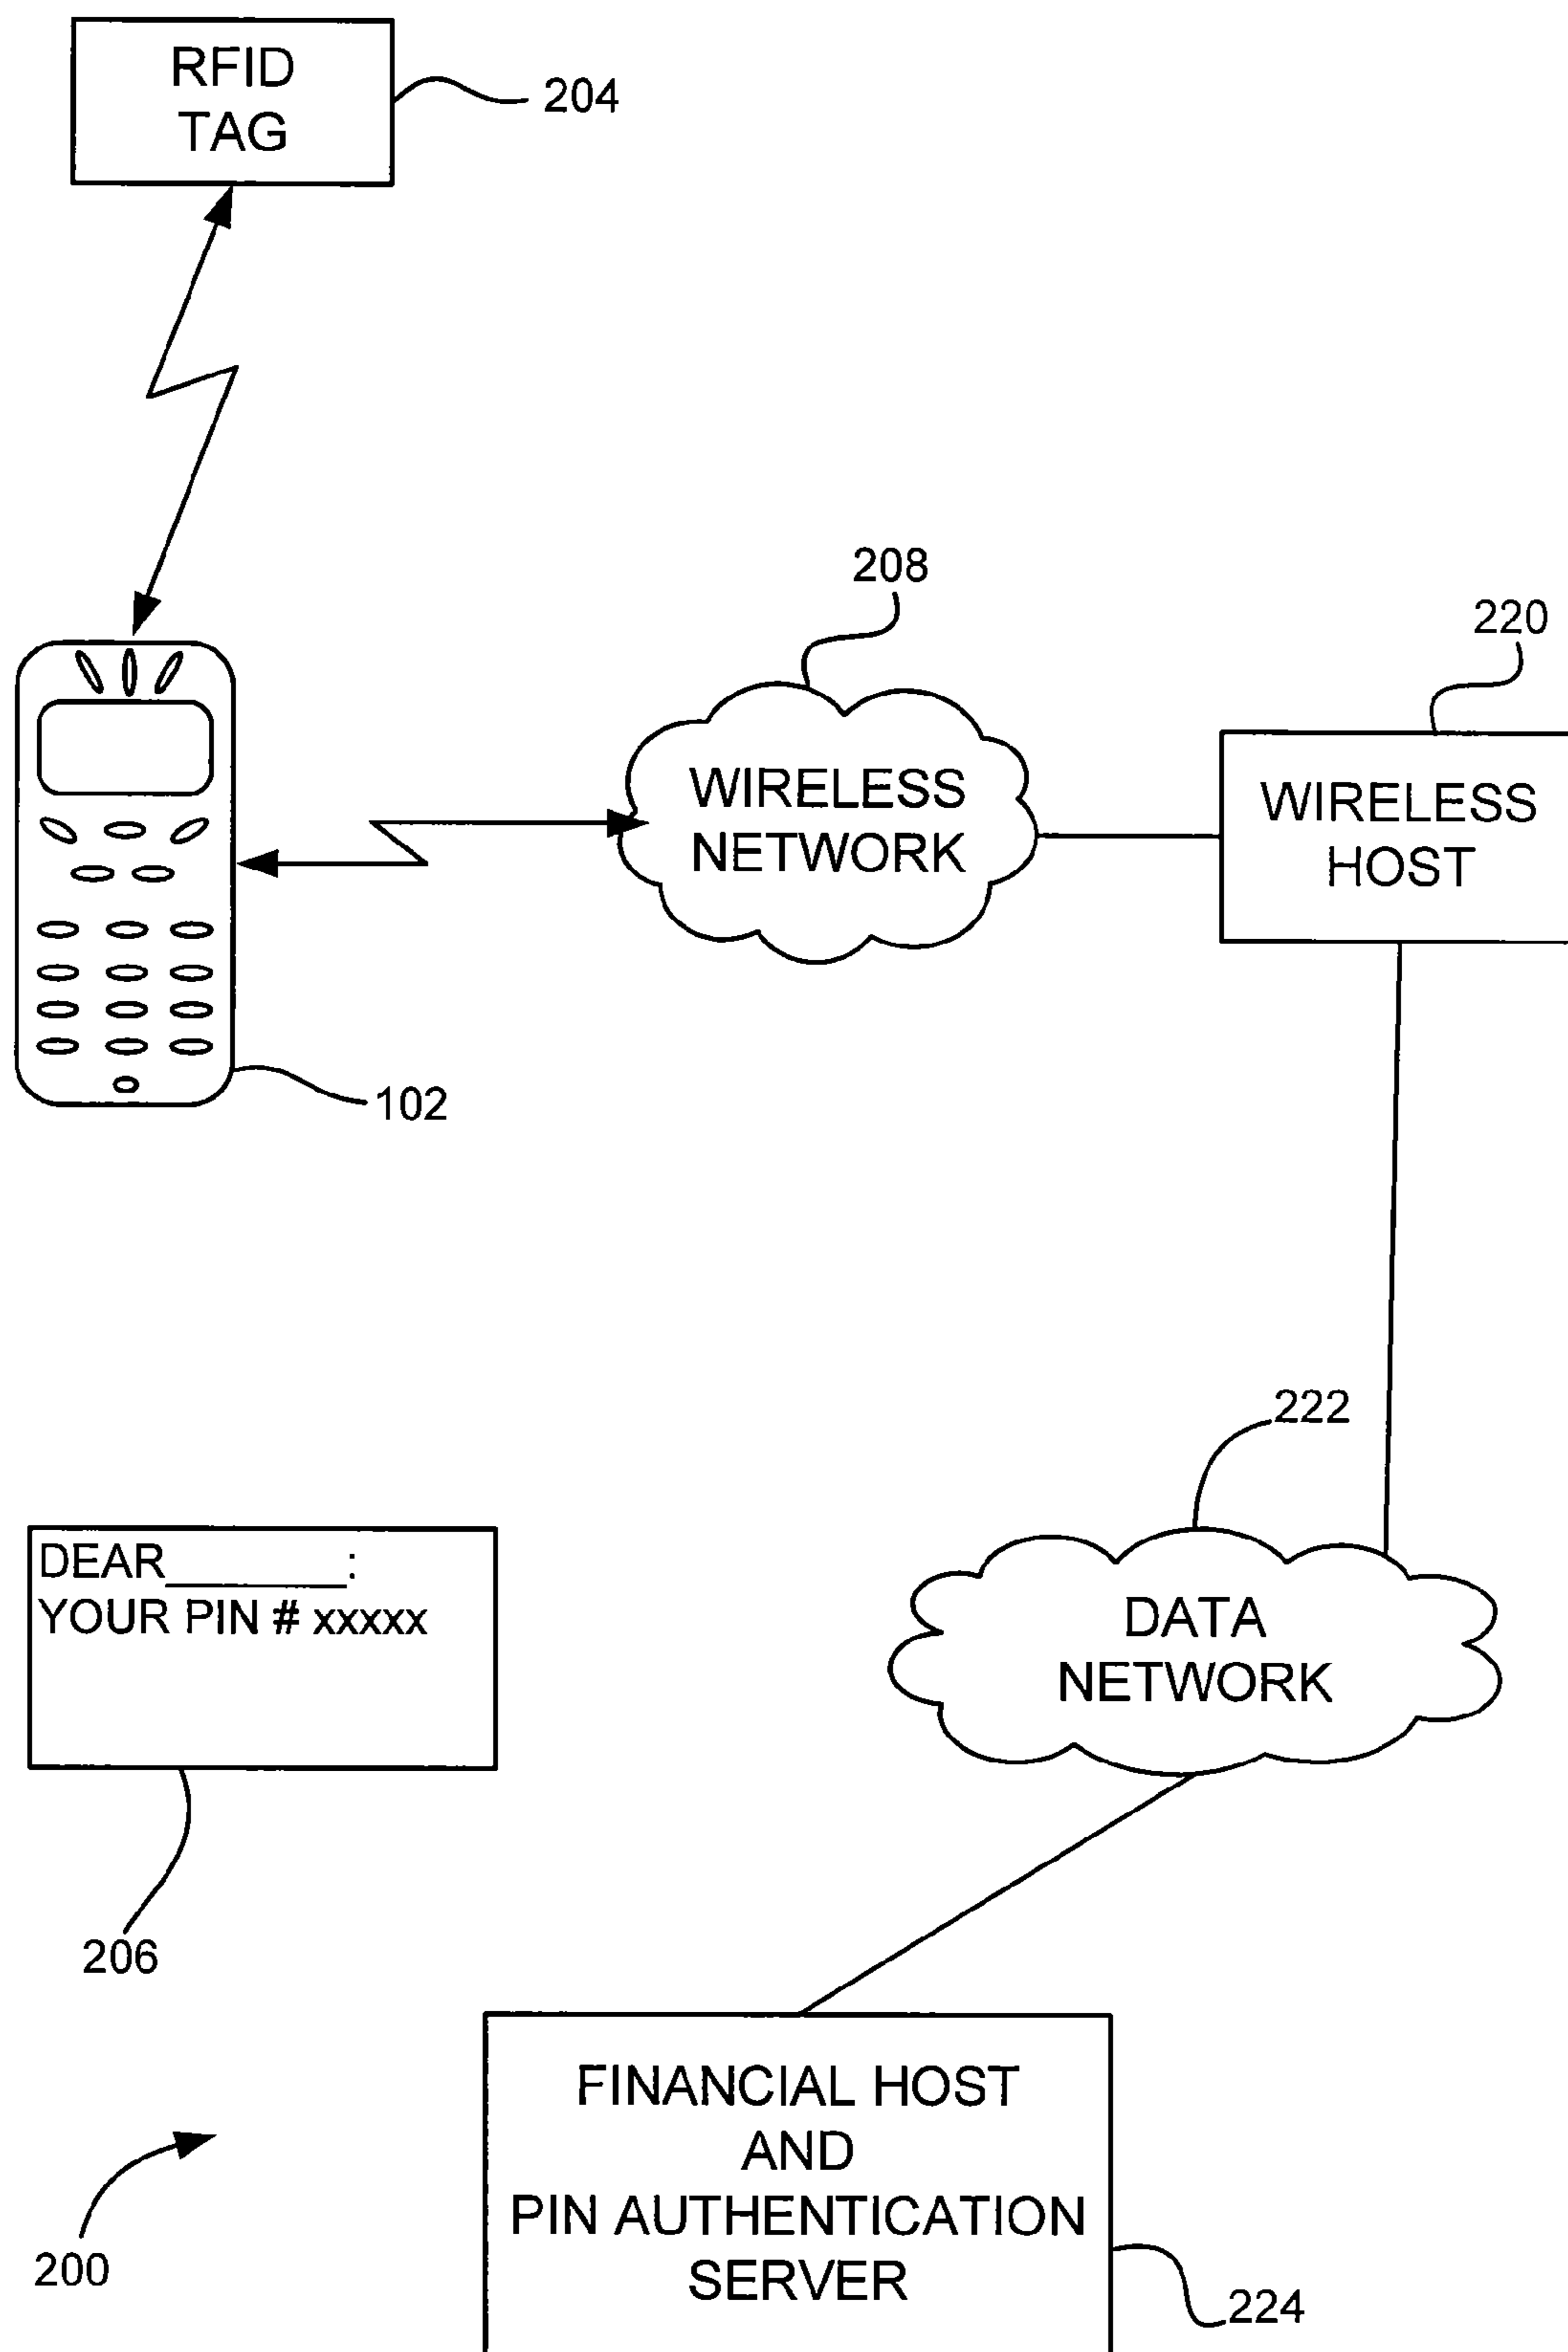 RFID
TAG
204
208
220
WIRELESS
NETWORK
WIRELESS
HOST
102
222
DEAR________:
YOUR PIN # xxxxx
DATA
NETWORK
206
FINANCIAL HOST
AND
PIN AUTHENTICATION
SERVER
200
224